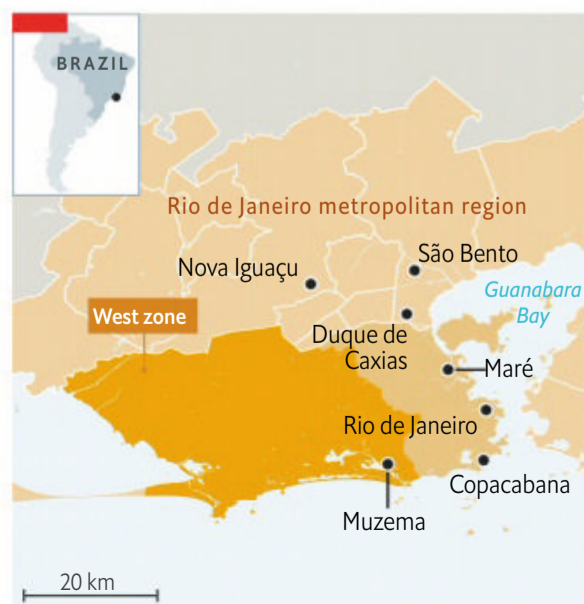 BRAZIL
Rio de Janeiro metropolitan region
São Bento
Nova Iguaçu
Guanabara
Bay
West zone
Duque de
Caxias
Maré
Rio de Janeiro
Copacabana
Muzema
20 km